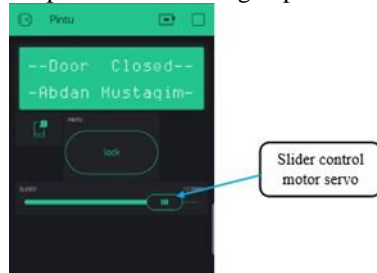 Pintu
--Door Closed--
-Abdan Mustaqim-
lock
SLIDER
Slider control
motor servo